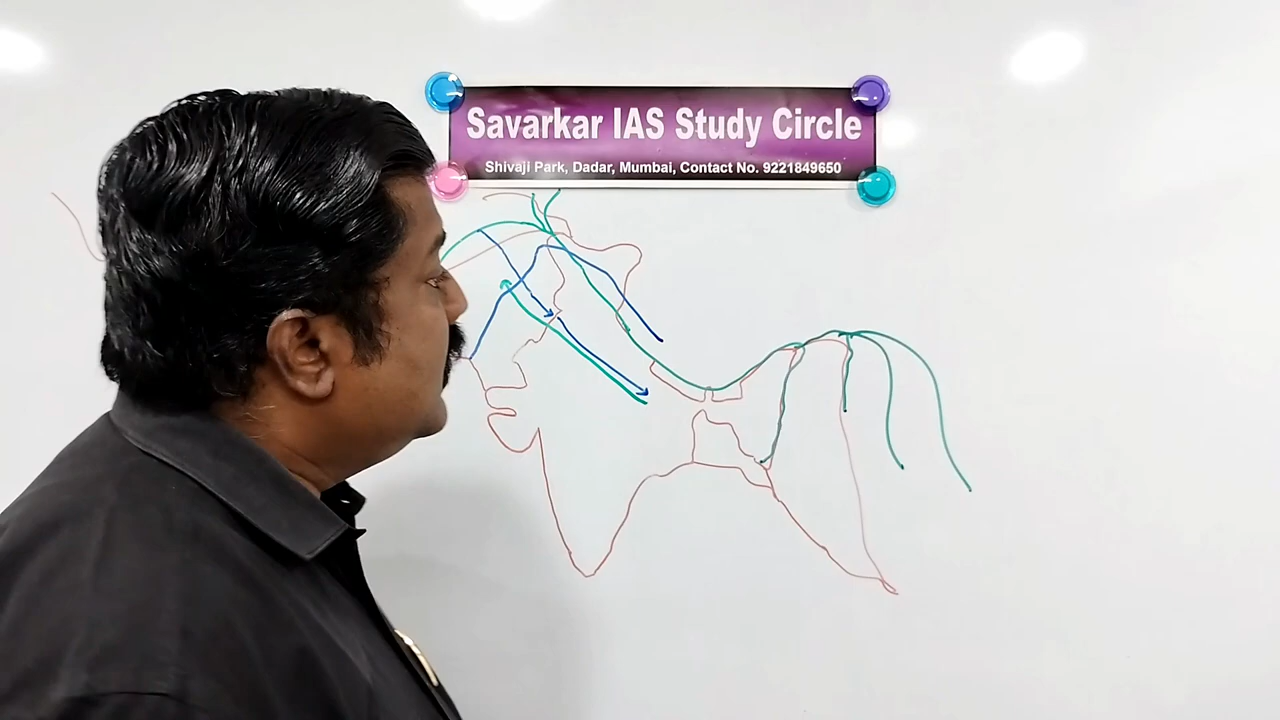 Savarkar IAS Study Circle
Shivaji Park, Dadar, Mumbai, Contact No. 9221849650